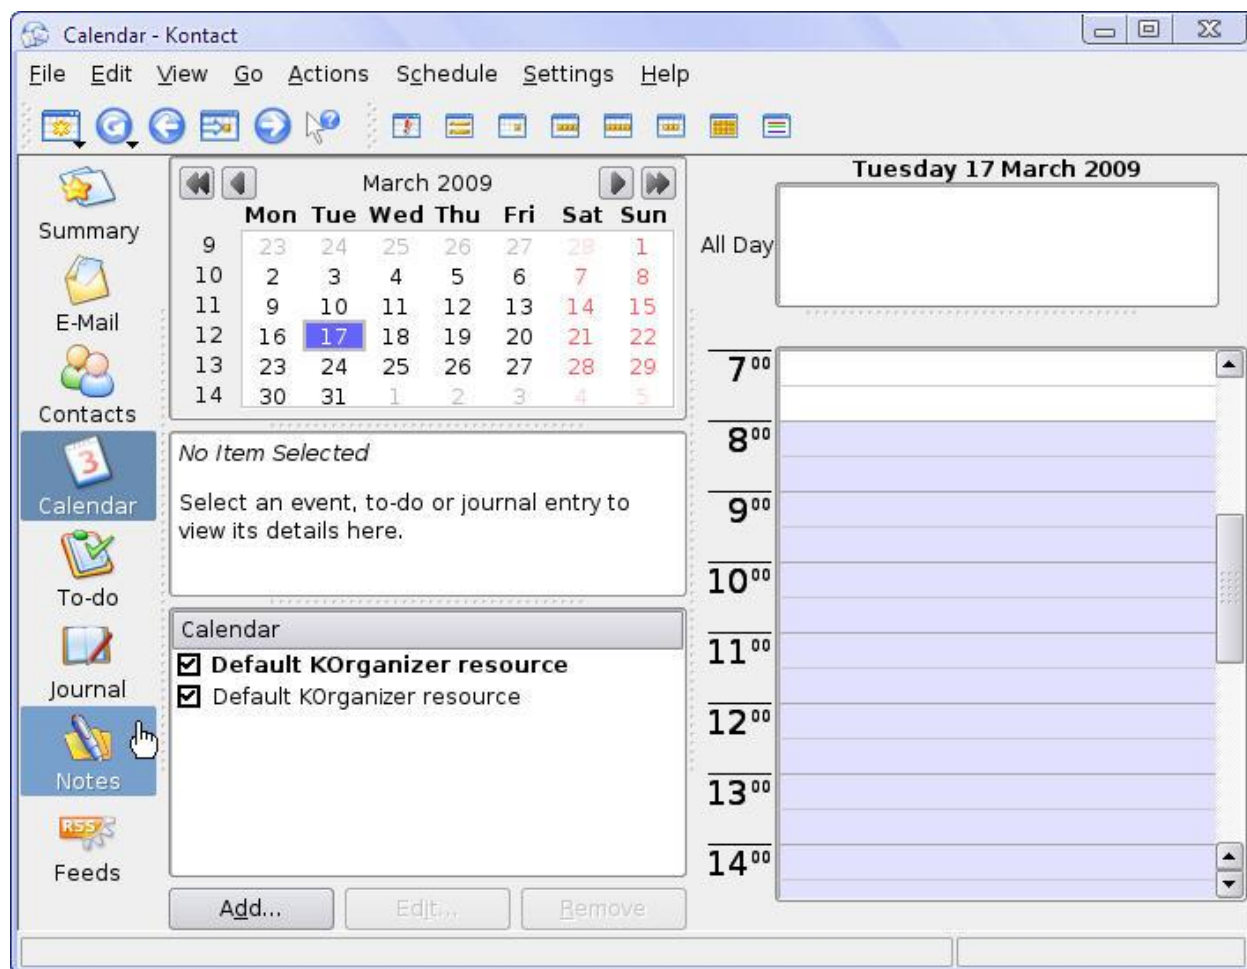 Calendar - Kontact
File Edit View Go Actions Schedule Settings Help
Summary
E-Mail
Contacts
3
Calendar
To-do
Journal
Notes
RSS
Feeds
March 2009
Mon Tue Wed Thu Fri Sat Sun
9 23 24 25 26 27 28 1
10 2 3 4 5 6 7 8
11 9 10 11 12 13 14 15
12 16 17 18 19 20 21 22
13 23 24 25 26 27 28 29
14 30 31 1 2 3 4 5
No Item Selected
Select an event, to-do or journal entry to
view its details here.
Calendar
Default KOrganizer resource
Default KOrganizer resource
Add... Edit... Remove
Tuesday 17 March 2009
All Day
7 00
8 00
9 00
10 00
11 00
12 00
13 00
14 00